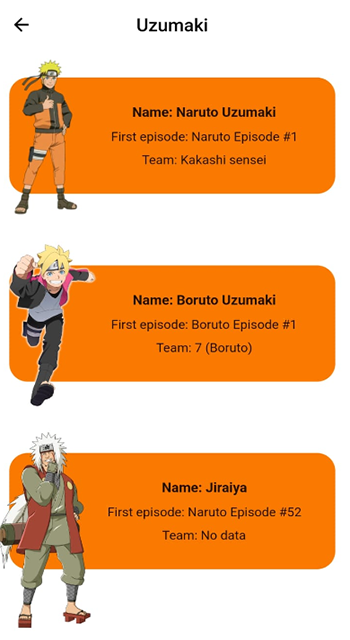 Uzumaki
Name: Naruto Uzumaki
First episode: Naruto Episode #1
Team: Kakashi sensei
Name: Boruto Uzumaki
First episode: Boruto Episode #1
Team: 7 (Boruto)
Name: Jiraiya
First episode: Naruto Episode #52
Team: No data